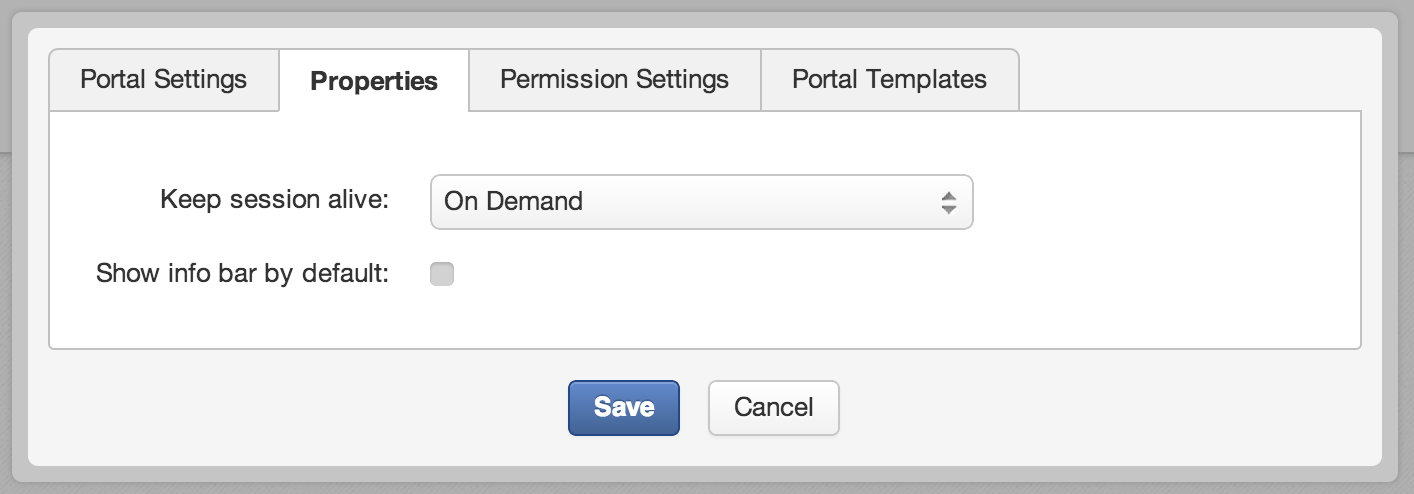 Portal Settings Properties Permission Settings Portal Templates
Keep session alive: On Demand
Show info bar by default:
Save Cancel